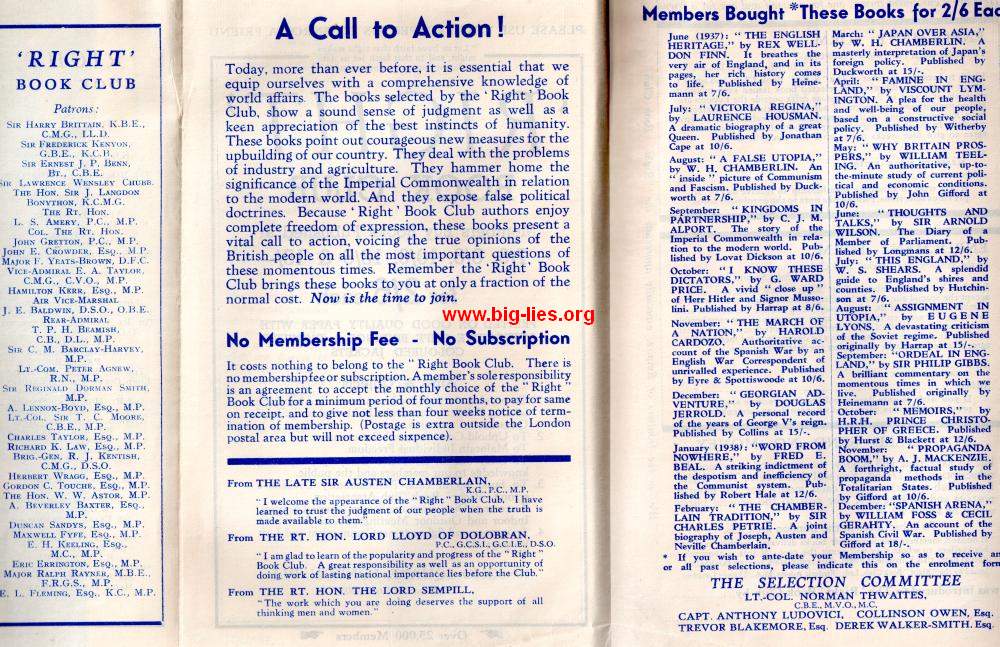 'RIGHT'
BOOK CLUB
Patrons:
SIR HARRY BRITTAIN, K.B.E.,
C.M.G., LL.D.
SIR FREDERICK KENYON,
G.B.E., K.C.B.
SIR ERNEST J. P. BENN,
BT., C.B.E.
SIR LAWRENCE WENSLEY CHUBB.
THE HON. SIR J. LANGDON
BONYTHON, K.C.M.G.
THE RT. HON.
L. S. AMERY, P.C., M.P.
COL. THE RT. HON.
JOHN GRETTON, P.C., M.P.
JOHN E. CROWDER, ESQ., M.P.
MAJOR F. YEATS-BROWN, D.F.C.
VICE-ADMIRAL E. A. TAYLOR,
C.M.G., C.V.O., M.P.
HAMILTON KERR, ESQ., M.P.
AIR VICE-MARSHAL
J. E. BALDWIN, D.S.O., O.B.E.
REAR-ADMIRAL
T. P. H. BEAMISH,
C.B., D.L., M.P.
SIR C. M. BARCLAY-HARVEY,
M.P.
LT.-COM. PETER AGNEW,
R.N., M.P.
SIR REGINALD DORMAN SMITH,
M.P.
A. LENNOX-BOYD, ESQ., M.P.
LT.-COL. SIR T. C. MOORE,
C.B.E., M.P.
CHARLES TAYLOR, ESQ., M.P.
RICHARD K. LAW, ESQ., M.P.
BRIG.-GEN. R. J. KENTISH,
C.M.G., D.S.O.
HERBERT WRAGG, ESQ., M.P.
GORDON C. TOUCHE, ESQ., M.P.
THE HON. W. W. ASTOR, M.P.
A. BEVERLEY BAXTER, ESQ.,
M.P.
DUNCAN SANDYS, ESQ., M.P.
MAXWELL FYFE, ESQ., M.P.
E. H. KEELING, ESQ.,
M.C., M.P.
ERIC ERRINGTON, ESQ., M.P.
MAJOR RALPH RAYNER, M.B.E.,
F.R.G.S., M.P.
E. L. FLEMING, ESQ., K.C., M.P.
A Call to Action!
Today, more than ever before, it is essential that we
equip ourselves with a comprehensive knowledge of
world affairs. The books selected by the 'Right' Book
Club, show a sound sense of judgment as well as a
keen appreciation of the best instincts of humanity.
These books point out courageous new measures for the
upbuilding of our country. They deal with the problems
of industry and agriculture. They hammer home the
significance of the Imperial Commonwealth in relation
to the modern world. And they expose false political
doctrines. Because 'Right' Book Club authors enjoy
complete freedom of expression, these books present a
vital call to action, voicing the true opinions of the
British people on all the most important questions of
these momentous times. Remember the 'Right' Book
Club brings these books to you at only a fraction of the
normal cost. Now is the time to join.
www.big-lies.org
No Membership Fee - No Subscription
It costs nothing to belong to the "Right" Book Club. There is
no membership fee or subscription. A member's sole responsibility
is an agreement to accept the monthly choice of the "Right"
Book Club for a minimum period of four months, to pay for same
on receipt, and to give not less than four weeks notice of term-
ination of membership. (Postage is extra outside the London
postal area but will not exceed sixpence).
From THE LATE SIR AUSTEN CHAMBERLAIN,
K.G., P.C., M.P.
"I welcome the appearance of the "Right" Book Club. I have
learned to trust the judgment of our people when the truth is
made available to them."
From THE RT. HON. LORD LLOYD OF DOLOBRAN,
P.C., G.C.S.I., G.C.I.E., D.S.O.
"I am glad to learn of the popularity and progress of the "Right"
Book Club. A great responsibility as well as an opportunity of
doing work of lasting national importance lies before the Club."
From THE RT. HON. THE LORD SEMPILL,
"The work which you are doing deserves the support of all
thinking men and women."
Members Bought *These Books for 2/6 Eac
June (1937): "THE ENGLISH
HERITAGE," by REX WELL-
DON FINN. It breathes the
very air of England, and in its
pages, her rich history comes
to life. Published by Heine-
mann at 7/6.
July: "VICTORIA REGINA,"
by LAURENCE HOUSMAN.
A dramatic biography of a great
Queen. Published by Jonathan
Cape at 10/6.
August: "A FALSE UTOPIA,"
by W. H. CHAMBERLIN. An
"inside" picture of Communism
and Fascism. Published by Duck-
worth at 7/6.
September: "KINGDOMS IN
PARTNERSHIP," by C. J. M.
ALPORT. The story of the
Imperial Commonwealth in rela-
tion to the modern world. Pub-
lished by Lovat Dickson at 10/6.
October: "I KNOW THESE
DICTATORS," by G. WARD
PRICE. A vivid "close up"
of Herr Hitler and Signor Musso-
lini. Published by Harrap at 8/6.
November: "THE MARCH OF
A NATION," by HAROLD
CARDOZO. Authoritative ac-
count of the Spanish War by an
English War Correspondent of
unrivalled experience. Published
by Eyre & Spottiswoode at 10/6.
December: "GEORGIAN AD-
VENTURE," by DOUGLAS
JERROLD. A personal record
of the years of George V's reign.
Published by Collins at 15/-.
January (1938): "WORD FROM
NOWHERE," by FRED E.
BEAL. A striking indictment of
the despotism and inefficiency of
the Communist system. Pub-
lished by Robert Hale at 12/6.
February: "THE CHAMBER-
LAIN TRADITION," by SIR
CHARLES PETRIE. A joint
biography of Joseph, Austen and
Neville Chamberlain.
March: "JAPAN OVER ASIA,"
by W. H. CHAMBERLIN. A
masterly interpretation of Japan's
foreign policy. Published by
Duckworth at 15/-.
April: "FAMINE IN ENG-
LAND," by VISCOUNT LYM-
INGTON. A plea for the health
and well-being of our people,
based on a constructive social
policy. Published by Witherby
at 7/6.
May: "WHY BRITAIN PROS-
PERS," by WILLIAM TEEL-
ING. An authoritative, up-to-
the-minute study of current poli-
tical and economic conditions.
Published by John Gifford at
10/6.
June: "THOUGHTS AND
TALKS," by SIR ARNOLD
WILSON. The Diary of a
Member of Parliament. Pub-
lished by Longmans at 12/6.
July: "THIS ENGLAND," by
W. S. SHEARS. A splendid
guide to England's shires and
counties. Published by Hutchin-
son at 7/6.
August: "ASSIGNMENT IN
UTOPIA," by EUGENE
LYONS. A devastating criticism
of the Soviet regime. Published
originally by Harrap at 15/-.
September: "ORDEAL IN ENG-
LAND," by SIR PHILIP GIBBS.
A brilliant commentary on the
momentous times in which we
live. Published originally by
Heinemann at 7/6.
October: "MEMOIRS," by
H.R.H. PRINCE CHRISTO-
PHER OF GREECE. Published
by Hurst & Blackett at 12/6.
November: "PROPAGANDA
BOOM," by A. J. MACKENZIE.
A forthright, factual study of
propaganda methods in the
Totalitarian States. Published
by Gifford at 10/6.
December: "SPANISH ARENA,"
by WILLIAM FOSS & CECIL
GERAHTY. An account of the
Spanish Civil War. Published by
Gifford at 18/-.
* If you wish to ante-date your Membership so as to receive an
or all past selections, please indicate this on the enrolment form
THE SELECTION COMMITTEE
LT.-COL. NORMAN THWAITES,
C.B.E., M.V.O., M.C.
CAPT. ANTHONY LUDOVICI, COLLINSON OWEN, Esq.
TREVOR BLAKEMORE, Esq. DEREK WALKER-SMITH, Esq.